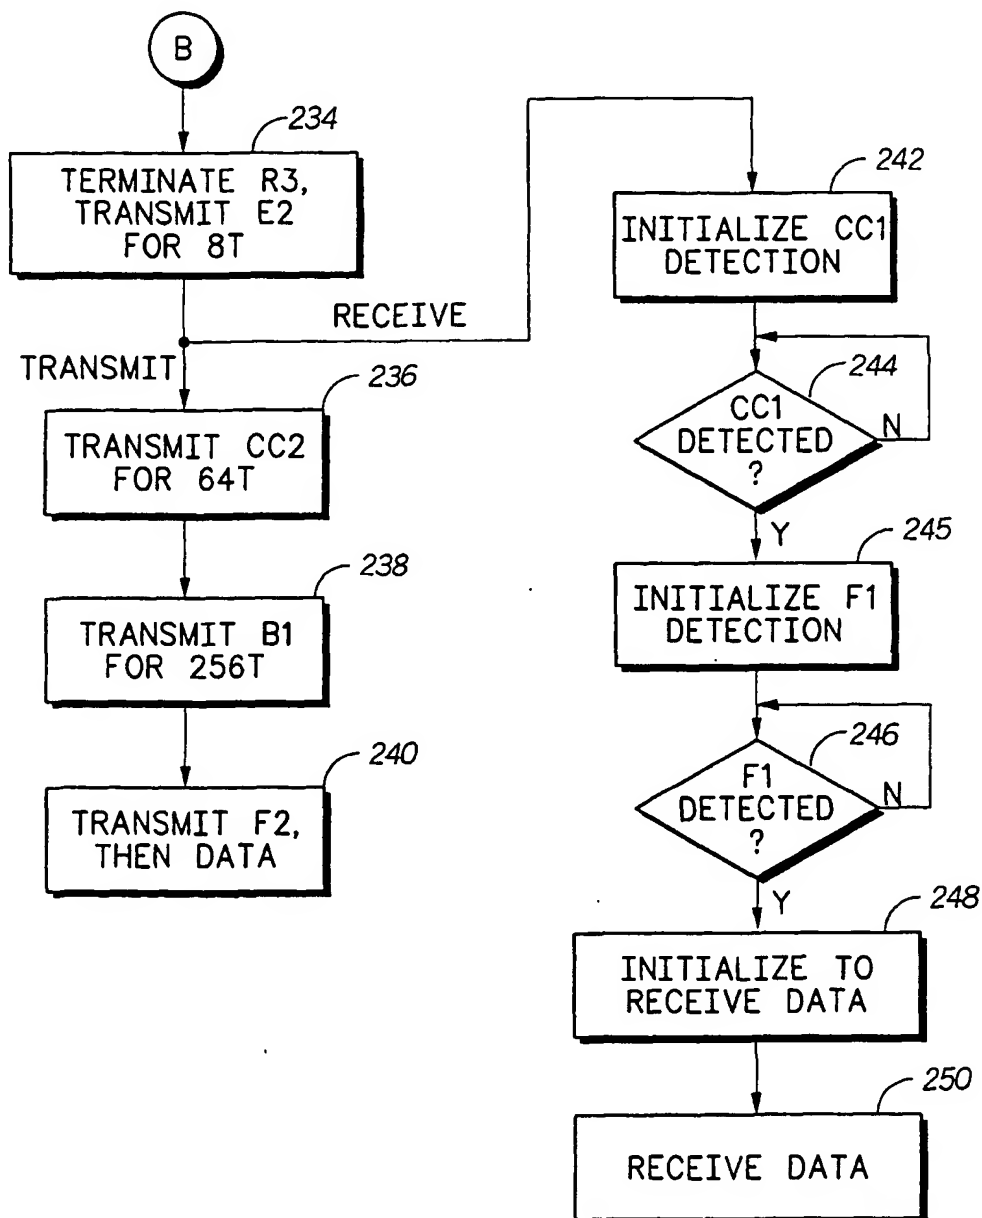 B
234
TERMINATE R3,
TRANSMIT E2
FOR 8T
RECEIVE
TRANSMIT
236
TRANSMIT CC2
FOR 64T
238
TRANSMIT B1
FOR 256T
240
TRANSMIT F2,
THEN DATA
242
INITIALIZE CC1
DETECTION
244
CC1
DETECTED
?
N
Y
245
INITIALIZE F1
DETECTION
246
F1
DETECTED
?
N
Y
248
INITIALIZE TO
RECEIVE DATA
250
RECEIVE DATA